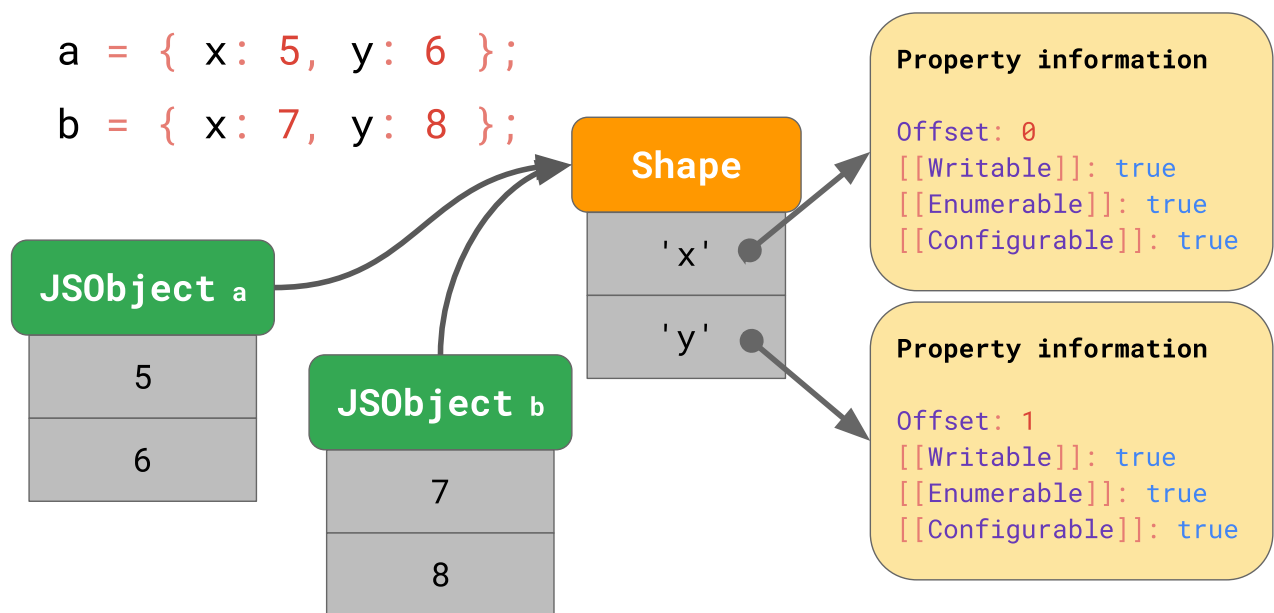 a = { x: 5, y: 6 };
b = { x: 7, y: 8 };
JSObject a
5
6
JSObject b
7
8
Shape
'x'
'y'
Property information
Offset: 0
[[Writable]]: true
[[Enumerable]]: true
[[Configurable]]: true
Property information
Offset: 1
[[Writable]]: true
[[Enumerable]]: true
[[Configurable]]: true